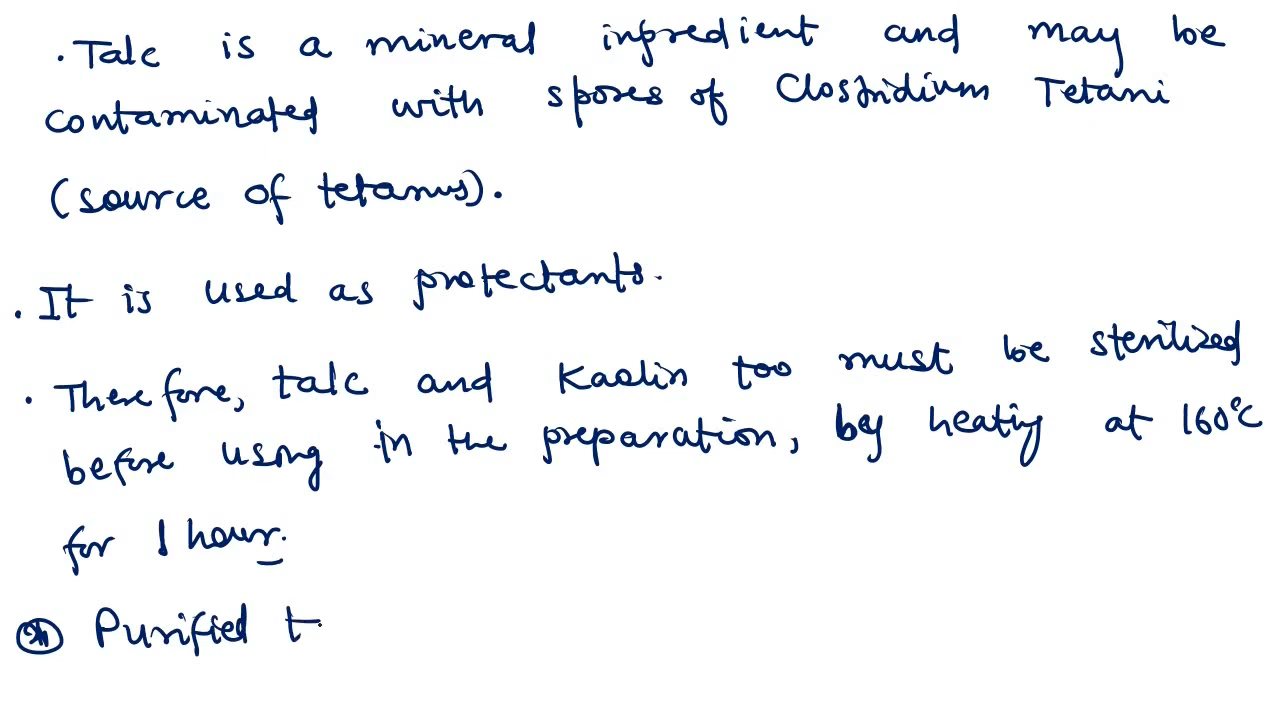 . Talc is a mineral ingredient and may be
contaminated with spores of Clostridium Tetani
(source of tetanus).
. It is used as protectants.
. Therefore, talc and Kaolin too must be sterilized
before using in the preparation, by heating at 160°C
for 1 hour.
* Purified t